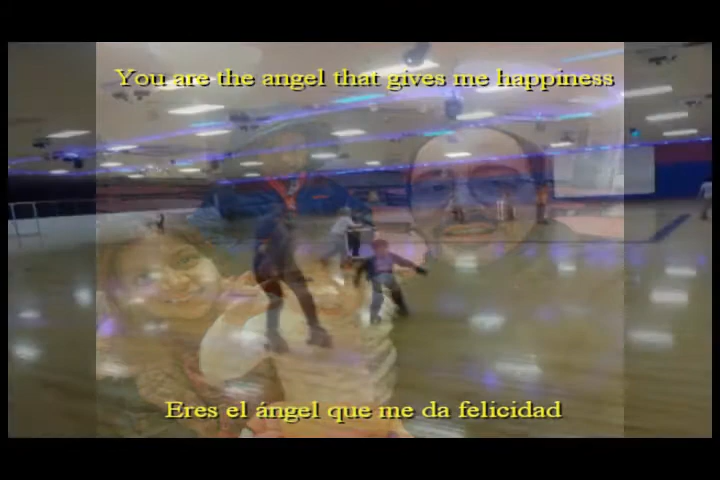 You are the angel that gives me happiness
Eres el ángel que me da felicidad